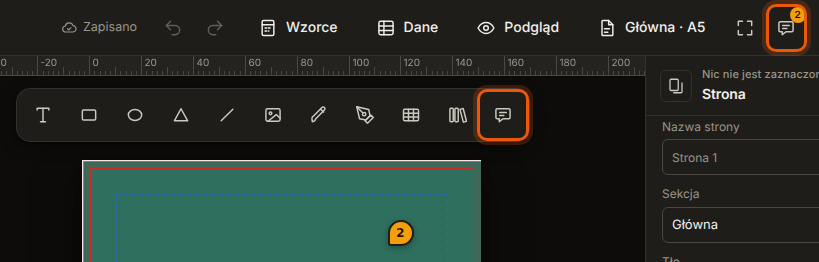 Zapisano
Wzorce
Dane
Podgląd
Główna · A5
2
0 -20 0 20 40 60 80 100 120 140 160 180 200
Nic nie jest zaznaczon
Strona
T
Nazwa strony
Strona 1
Sekcja
Główna
2
Tło